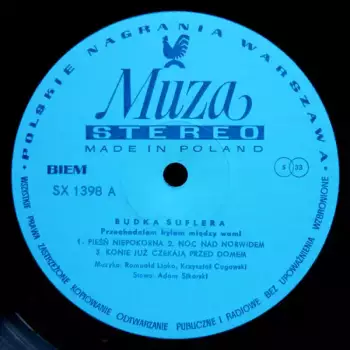 • POLSKIE NAGRANIA WARSZAWA •
Muza
STEREO
MADE IN POLAND
BIEM
S 33
SX 1398 A
BUDKA SUFLERA
Przechodniem byłem między wami
1. PIEŚŃ NIEPOKORNA 2. NOC NAD NORWIDEM
3. KONIE JUŻ CZEKAJĄ PRZED DOMEM
Muzyka: Romuald Lipko, Krzysztof Cugowski
Słowa: Adam Sikorski
WSZELKIE PRAWA ZASTRZEŻONE KOPIOWANIE ODTWARZANIE PUBLICZNE I RADIOWE BEZ UPOWAŻNIENIA WZBRONIONE